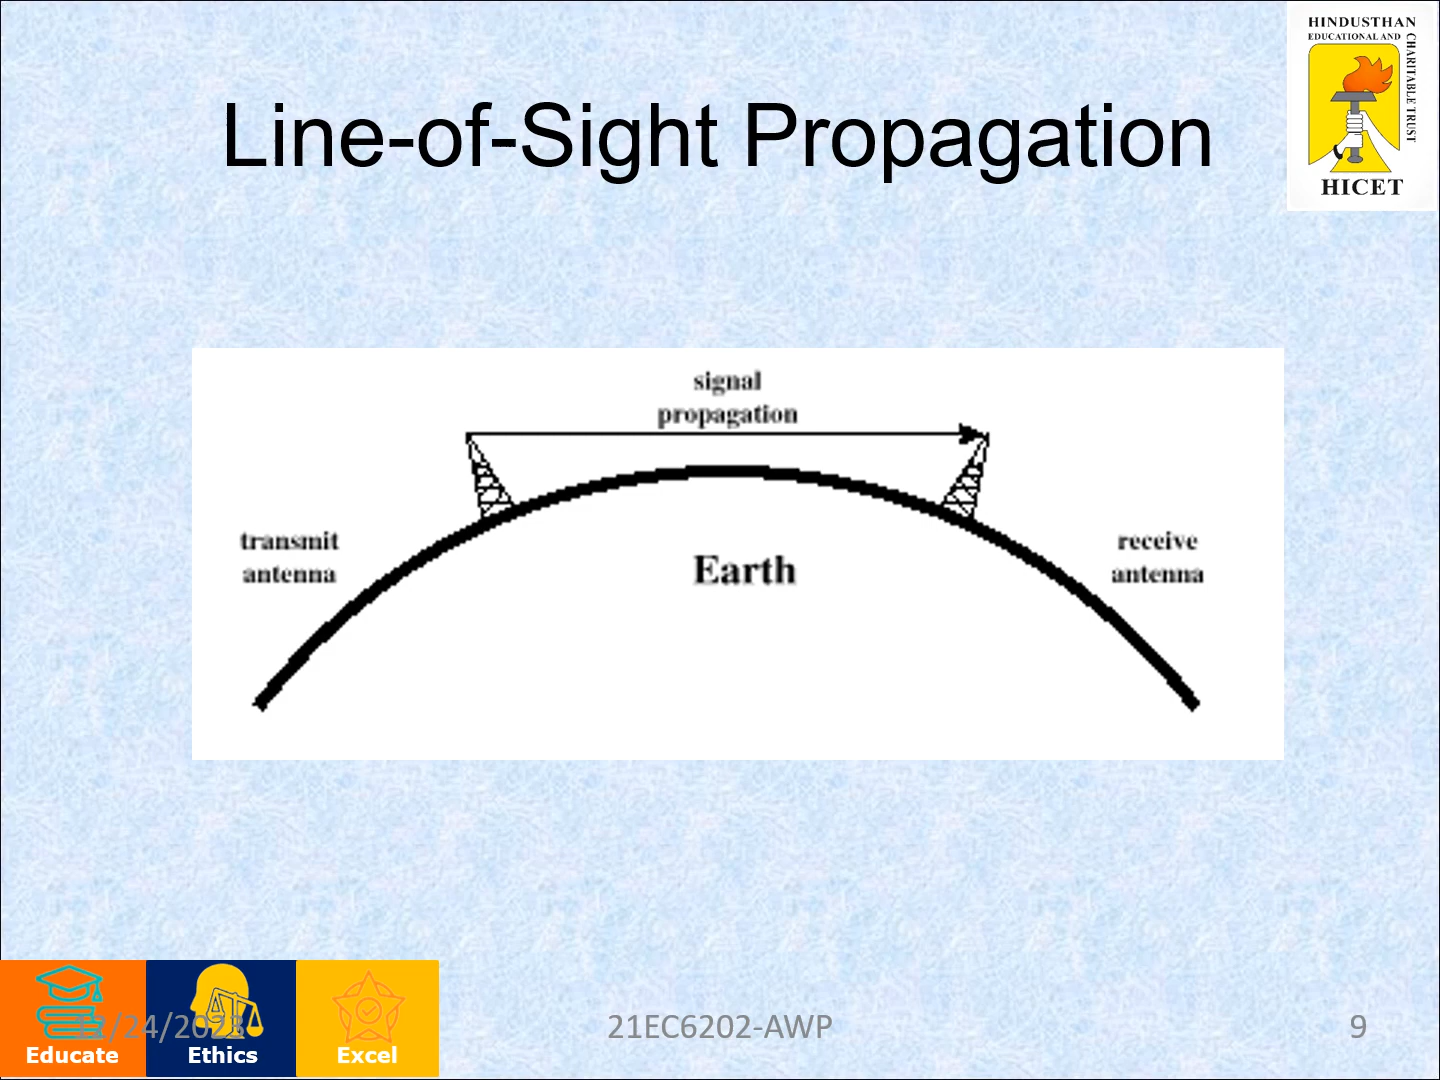 HINDUSTHAN
EDUCATIONAL AND
CHARITABLE TRUST
HICET
Line-of-Sight Propagation
signal
propagation
transmit
antenna
Earth
receive
antenna
Educate
Ethics
Excel
21EC6202-AWP
9